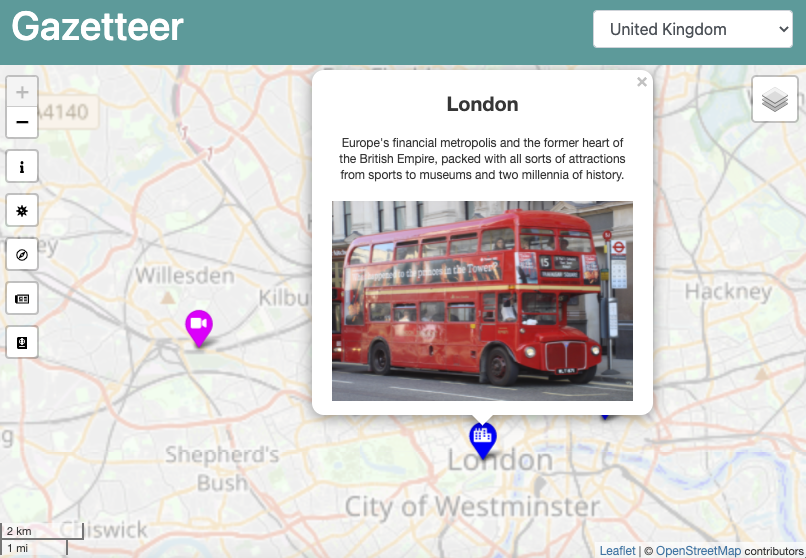 Gazetteer
United Kingdom
A4140
London
Europe's financial metropolis and the former heart of
the British Empire, packed with all sorts of attractions
from sports to museums and two millennia of history.
15
Willesden
Hackney
Shepherd's
Bush
London
City of Westminster
Chiswick
2 km
1 mi
Leaflet | © OpenStreetMap contributors